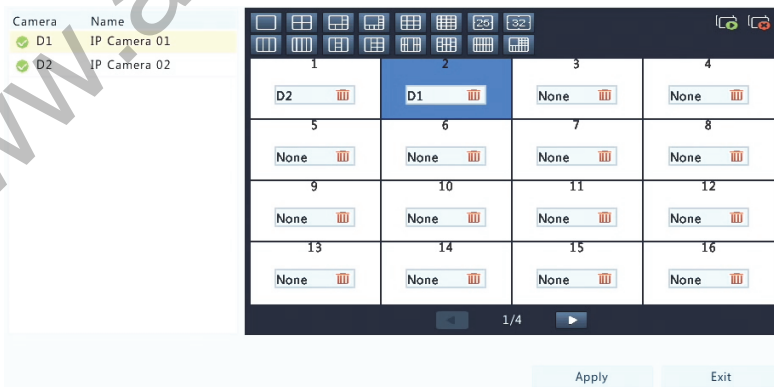 Camera Name
D1 IP Camera 01
D2 IP Camera 02
26 32
1 2 3 4
D2 D1 None None
5 6 7 8
None None None None
9 10 11 12
None None None None
13 14 15 16
None None None None
1/4
Apply Exit